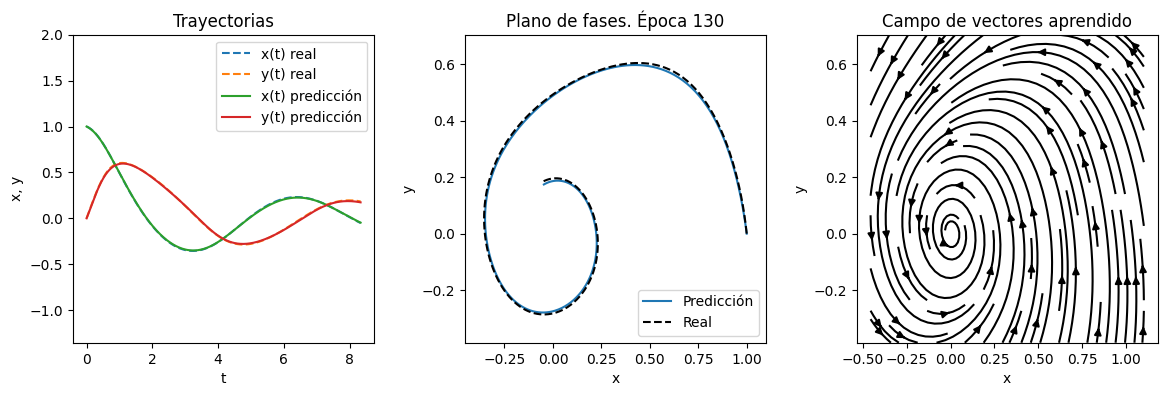 Trayectorias
2.0
1.5
1.0
0.5
0.0
−0.5
−1.0
x, y
0 2 4 6 8
t
x(t) real
y(t) real
x(t) predicción
y(t) predicción
Plano de fases. Época 130
0.6
0.4
0.2
0.0
−0.2
y
−0.25 0.00 0.25 0.50 0.75 1.00
x
Predicción
Real
Campo de vectores aprendido
0.6
0.4
0.2
0.0
−0.2
y
−0.50 −0.25 0.00 0.25 0.50 0.75 1.00
x